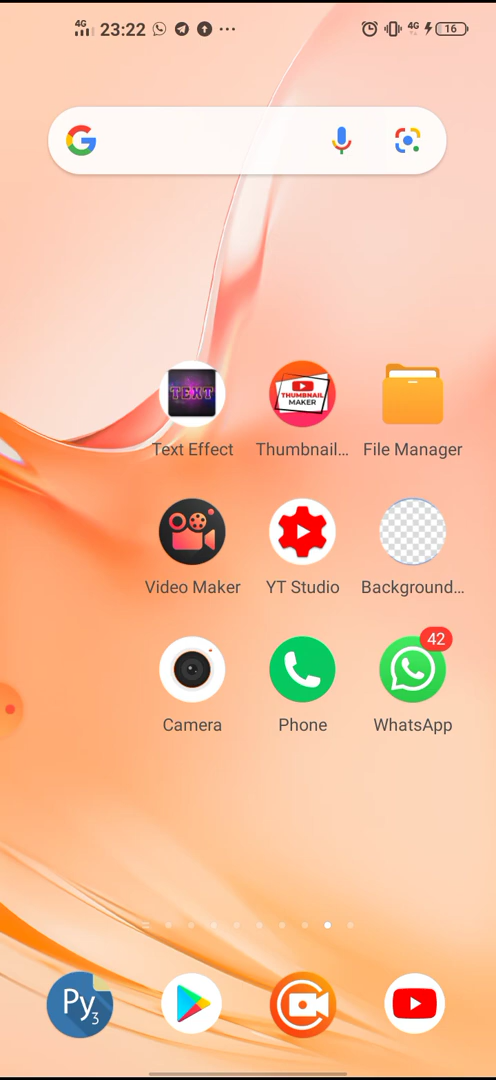 4G 23:22 4G 16
TEXT THUMBNAIL MAKER
Text Effect Thumbnail... File Manager
Video Maker YT Studio Background...
42
Camera Phone WhatsApp
Py3